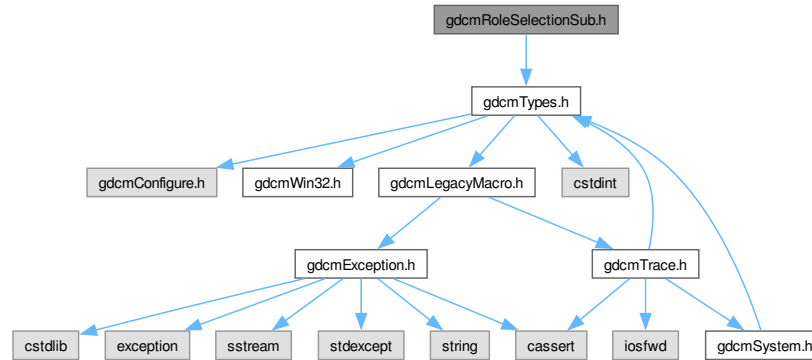 gdcmRoleSelectionSub.h
gdcmTypes.h
gdcmConfigure.h
gdcmWin32.h
gdcmLegacyMacro.h
cstdint
gdcmException.h
gdcmTrace.h
cstdlib
exception
sstream
stdexcept
string
cassert
iosfwd
gdcmSystem.h